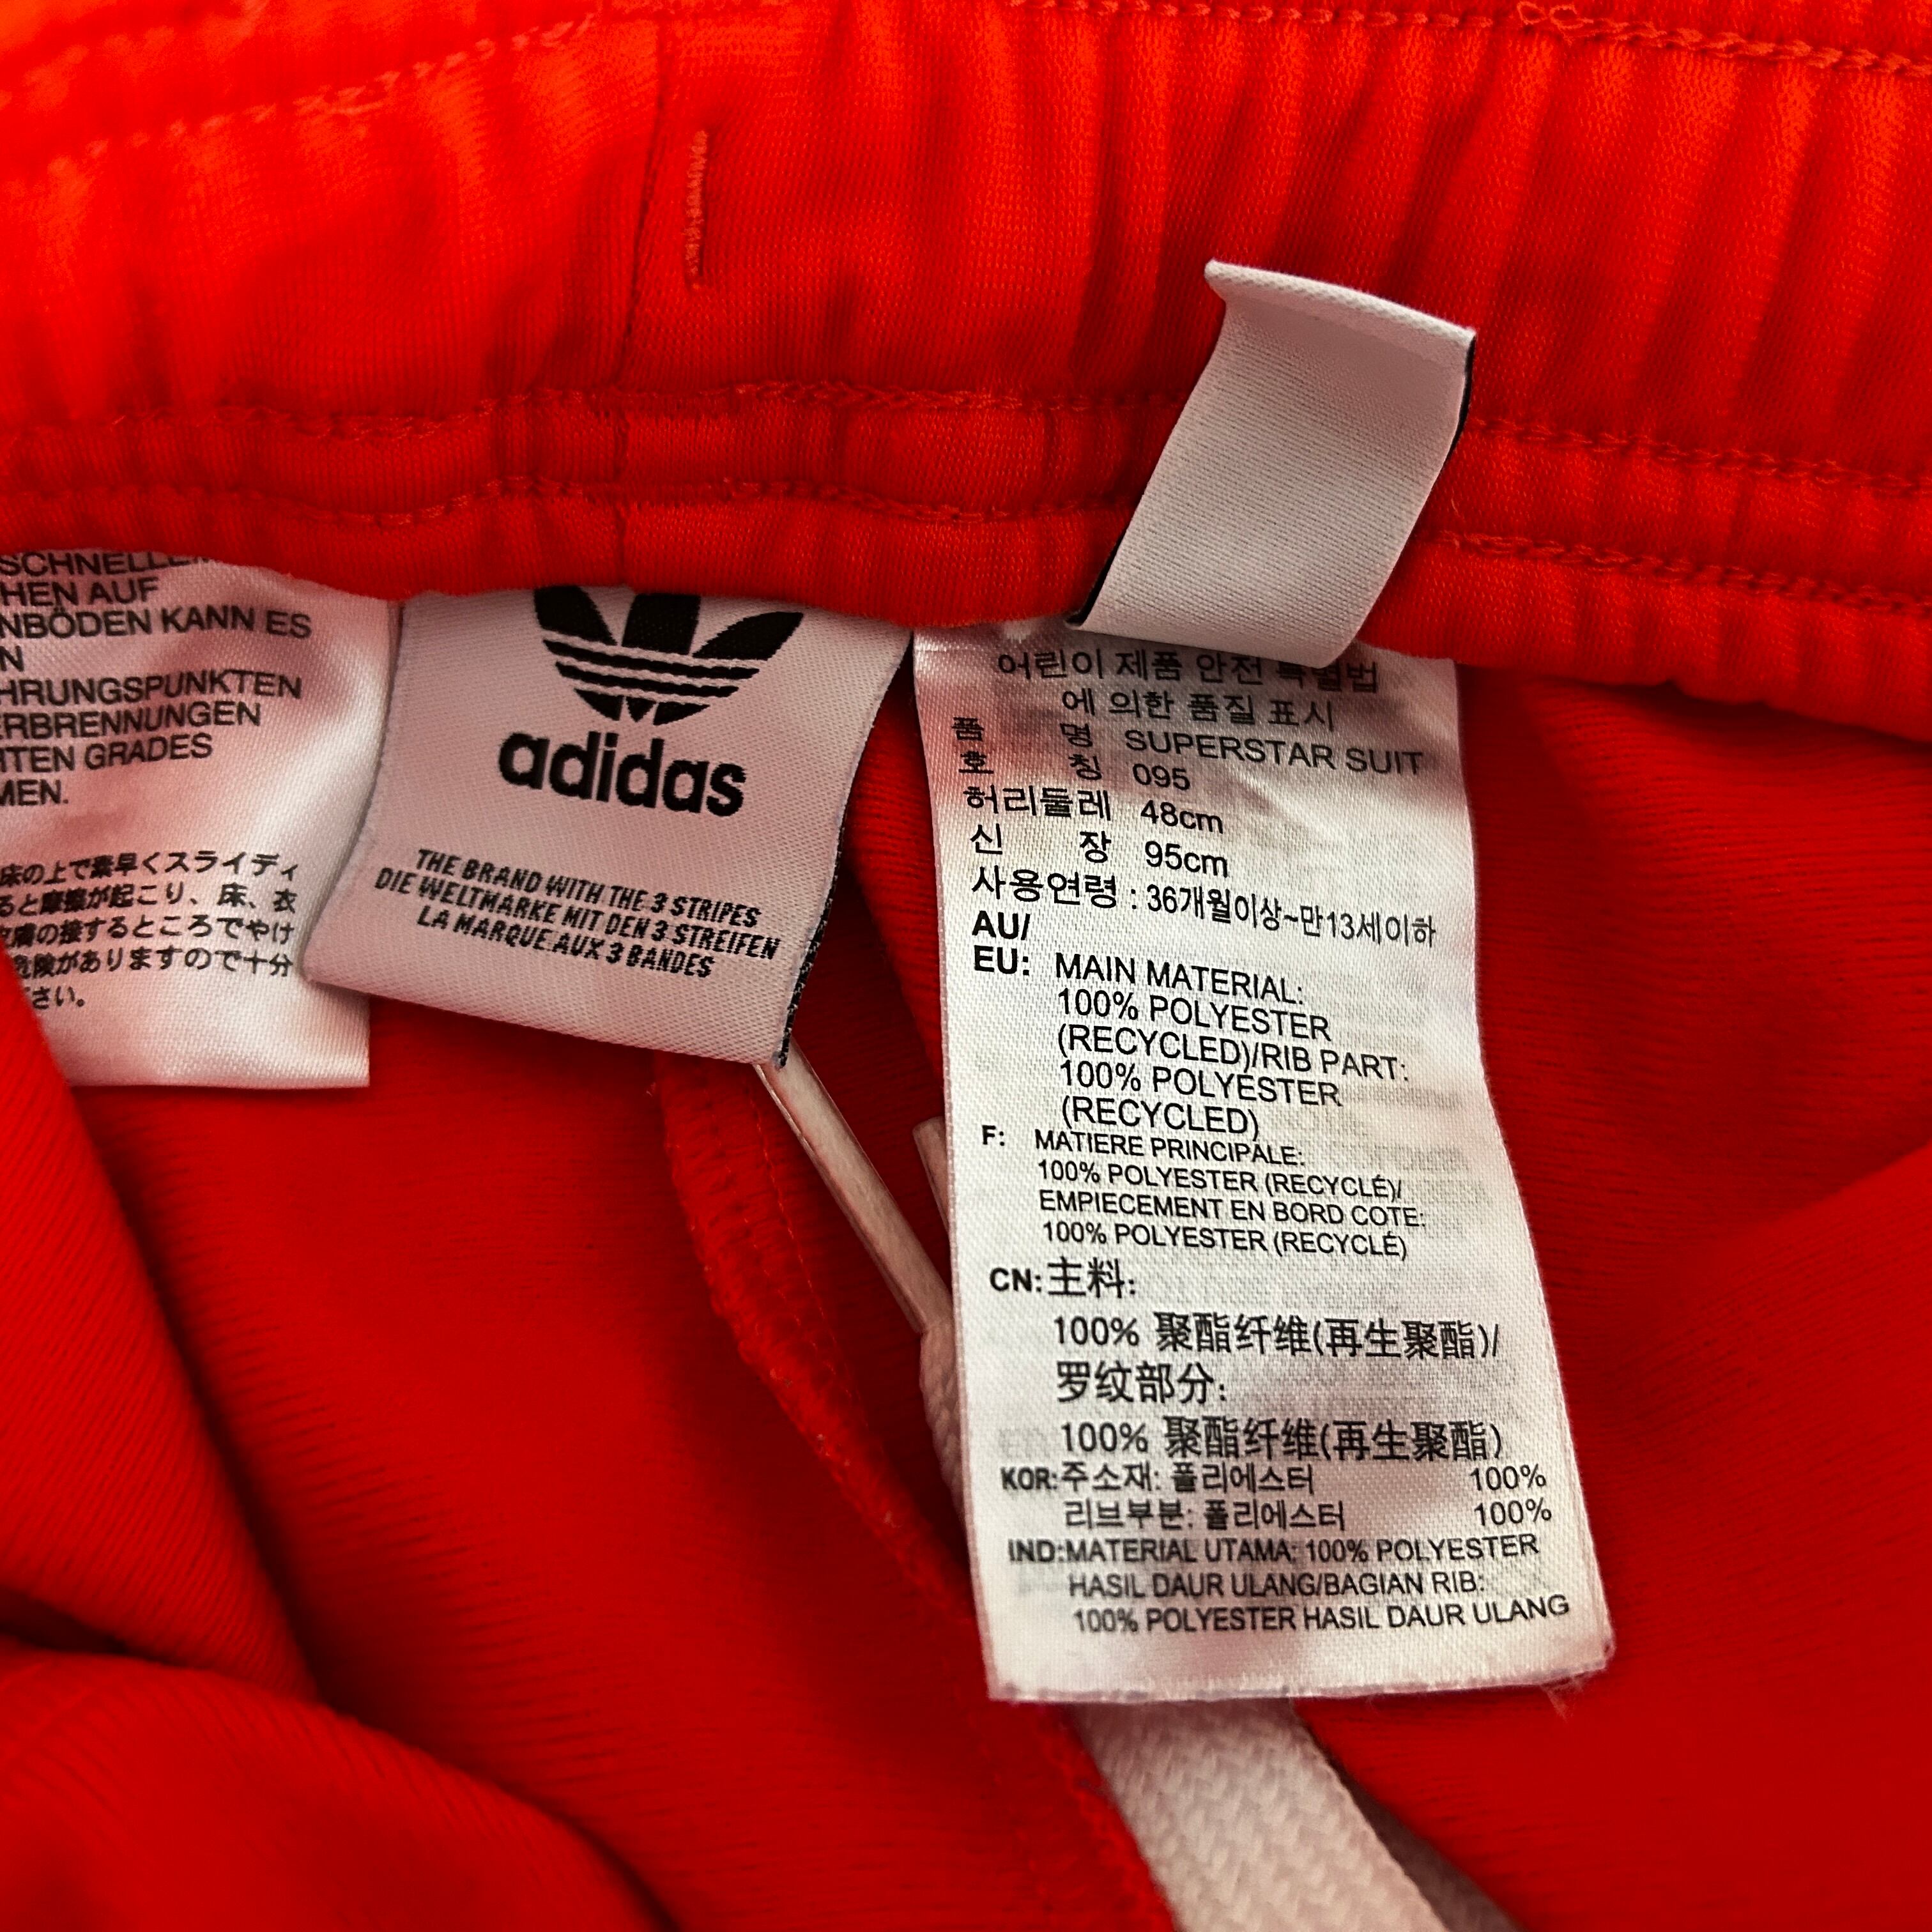 HEN AUF
NBÖDEN KANN ES
N
HRUNGSPUNKTEN
ERBRENNUNGEN
TEN GRADES
MEN.
床の上で素早くスライディ
ると摩擦が起こり、床、衣
皮膚の接するところでやけ
危険がありますので十分
さい。
adidas
THE BRAND WITH THE 3 STRIPES
DIE WELTMARKE MIT DEN 3 STREIFEN
LA MARQUE AUX 3 BANDES
어린이 제품 안전 특별법
에 의한 품질 표시
품 명 SUPERSTAR SUIT
호 칭 095
허리둘레 48cm
신 장 95cm
사용연령 : 36개월이상~만13세이하
AU/
EU: MAIN MATERIAL:
100% POLYESTER
(RECYCLED)/RIB PART:
100% POLYESTER
(RECYCLED)
F: MATIERE PRINCIPALE:
100% POLYESTER (RECYCLÉ)/
EMPIECEMENT EN BORD COTE:
100% POLYESTER (RECYCLÉ)
CN:主料:
100% 聚酯纤维(再生聚酯)/
罗纹部分:
100% 聚酯纤维(再生聚酯)
KOR:주소재: 폴리에스터 100%
리브부분: 폴리에스터 100%
IND:MATERIAL UTAMA: 100% POLYESTER
HASIL DAUR ULANG/BAGIAN RIB:
100% POLYESTER HASIL DAUR ULANG